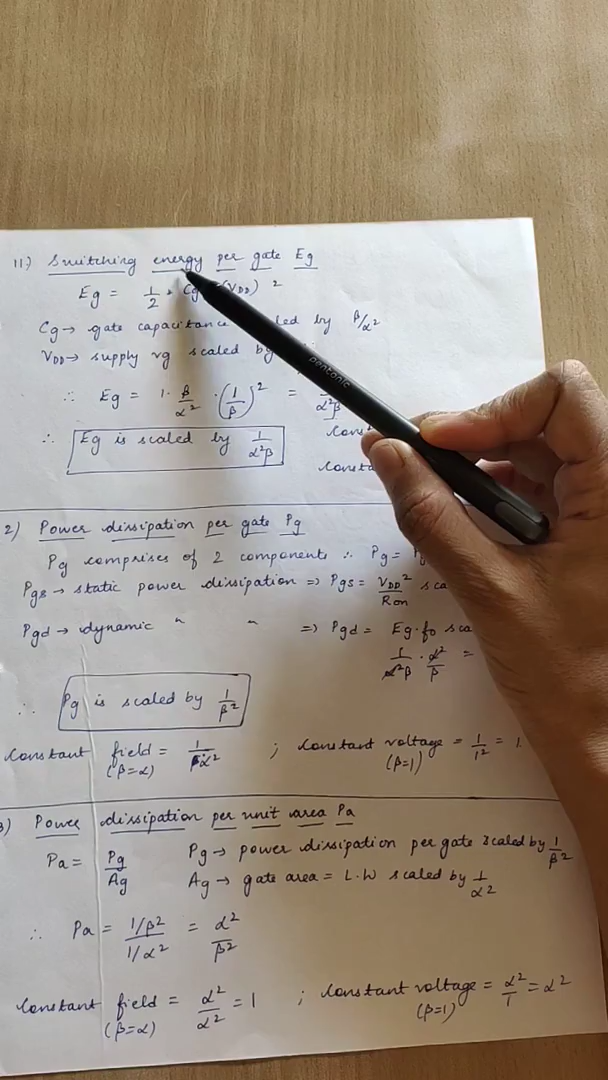 11) Switching energy per gate Eg
Eg = 1/2 · Cg (VDD)²
Cg → gate capacitance scaled by β/α²
VDD → supply vg scaled by
∴ Eg = 1 · β/α² · (1/β)² = α²β
∴ Eg is scaled by 1/α²β
2) Power dissipation per gate Pg
Pg comprises of 2 components ∴ Pg =
Pgs → static power dissipation ⇒ Pgs = VDD²/Ron
Pgd → dynamic " " ⇒ Pgd = Eg.fo
1/α²β · α²/β =
∴ Pg is scaled by 1/β²
Constant field = 1/α² ; Constant voltage = 1/1² = 1.
(β=α) (β=1)
3) Power dissipation per unit area Pa
Pa = Pg/Ag Pg → power dissipation per gate scaled by 1/β²
Ag → gate area = L.W scaled by 1/α²
∴ Pa = 1/β² / 1/α² = α²/β²
Constant field = α²/α² = 1 ; Constant voltage = α²/1 = α²
(β=α) (β=1)
pentonic